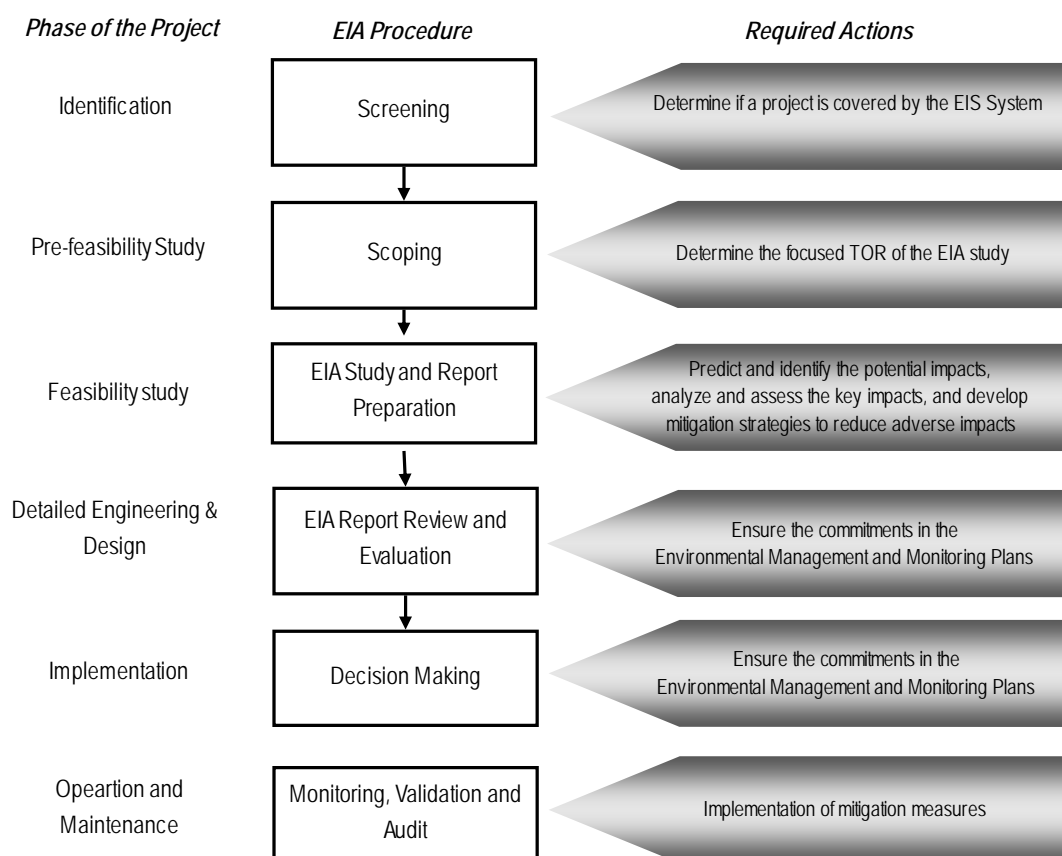 Phase of the Project
EIA Procedure
Required Actions
Identification
Screening
Determine if a project is covered by the EIS System
Pre-feasibility Study
Scoping
Determine the focused TOR of the EIA study
Feasibility study
EIA Study and Report
Preparation
Predict and identify the potential impacts,
analyze and assess the key impacts, and develop
mitigation strategies to reduce adverse impacts
Detailed Engineering &
Design
EIA Report Review and
Evaluation
Ensure the commitments in the
Environmental Management and Monitoring Plans
Implementation
Decision Making
Ensure the commitments in the
Environmental Management and Monitoring Plans
Opeartion and
Maintenance
Monitoring, Validation and
Audit
Implementation of mitigation measures